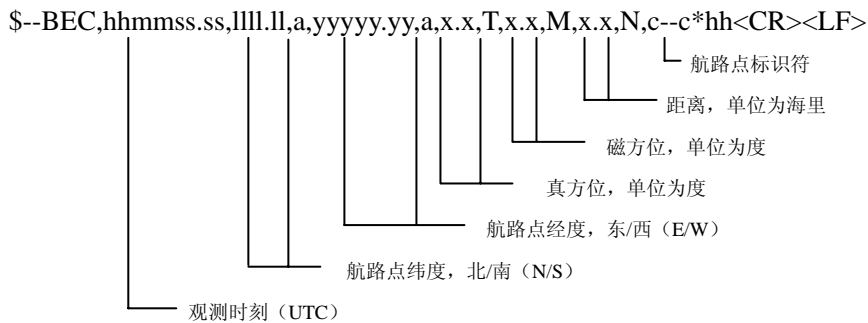 $--BEC,hhmmss.ss,llll.ll,a,yyyyy.yy,a,x.x,T,x.x,M,x.x,N,c--c*hh<CR><LF>
航路点标识符
距离，单位为海里
磁方位，单位为度
真方位，单位为度
航路点经度，东/西（E/W）
航路点纬度，北/南（N/S）
观测时刻（UTC）